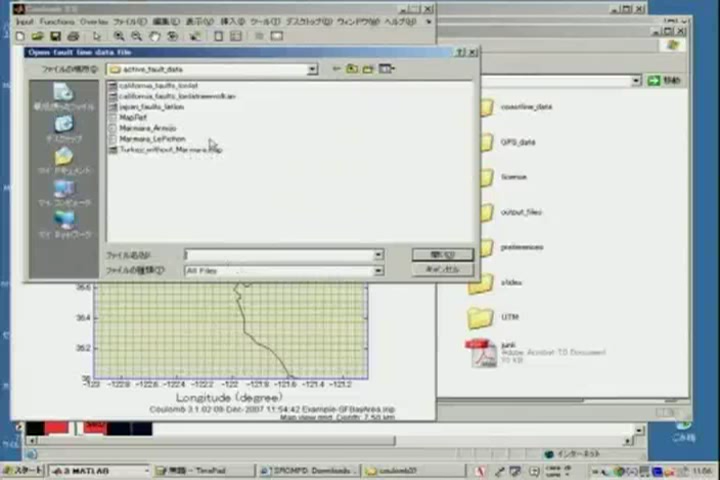 Coulomb 3.1
Input Functions Overlay ファイル(F) 編集(E) 表示(V) 挿入(I) ツール(T) デスクトップ(D) ウィンドウ(W) ヘルプ(H)
Open fault line data file
ファイルの場所(I): active_fault_data
最近使ったファイル
デスクトップ
マイ ドキュメント
マイ コンピュータ
マイ ネットワーク
MapRef
Marmara_Armijo
Marmara_LePichon
Turkey_without_Marmara.zip
ファイル名(N):
開く(O)
ファイルの種類(T): All Files
キャンセル
移動
coastline_data
GPS_data
license
output_files
preferences
slides
UTM
junk
Adobe Acrobat 7.0 Document
36.4
36.2
36
-123 -122.8 -122.6 -122.4 -122.2 -122 -121.8 -121.6 -121.4 -121.2
Longitude (degree)
Coulomb 3.1.02 09-Dec-2007 11:54:42 Example-SFBayArea.inp
Map view grid. Depth: 7.50 km
インターネット
ごみ箱
スタート
MATLAB
無題 - TeraPad
SRCMOD: Downloads
coulomb31